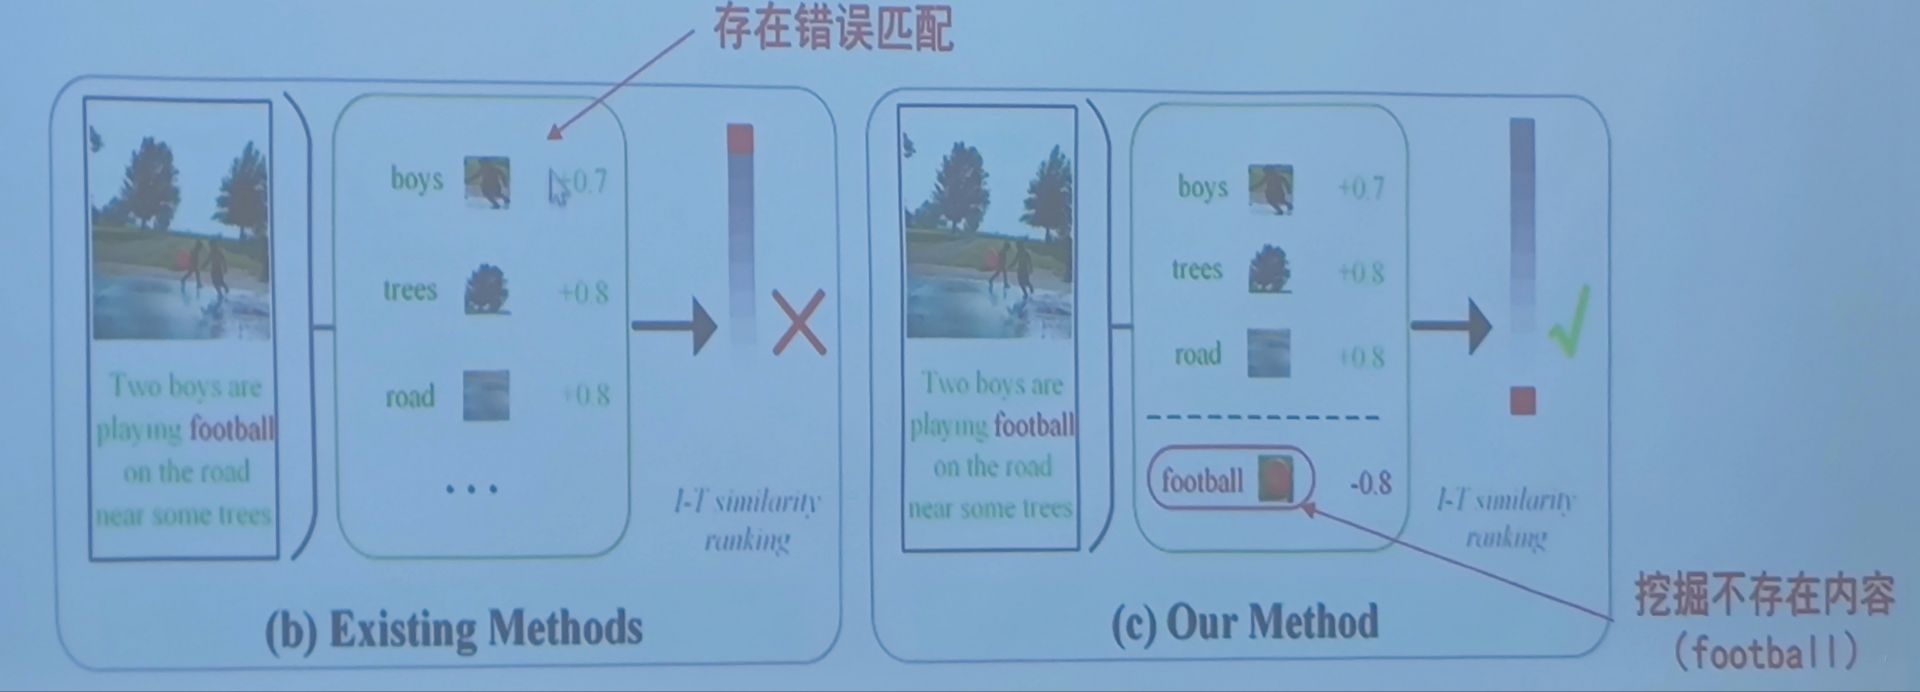 存在错误匹配
Two boys are
playing football
on the road
near some trees
boys +0.7
trees +0.8
road +0.8
...
I-T similarity
ranking
(b) Existing Methods
Two boys are
playing football
on the road
near some trees
boys +0.7
trees +0.8
road +0.8
football -0.8
I-T similarity
ranking
(c) Our Method
挖掘不存在内容
(football)